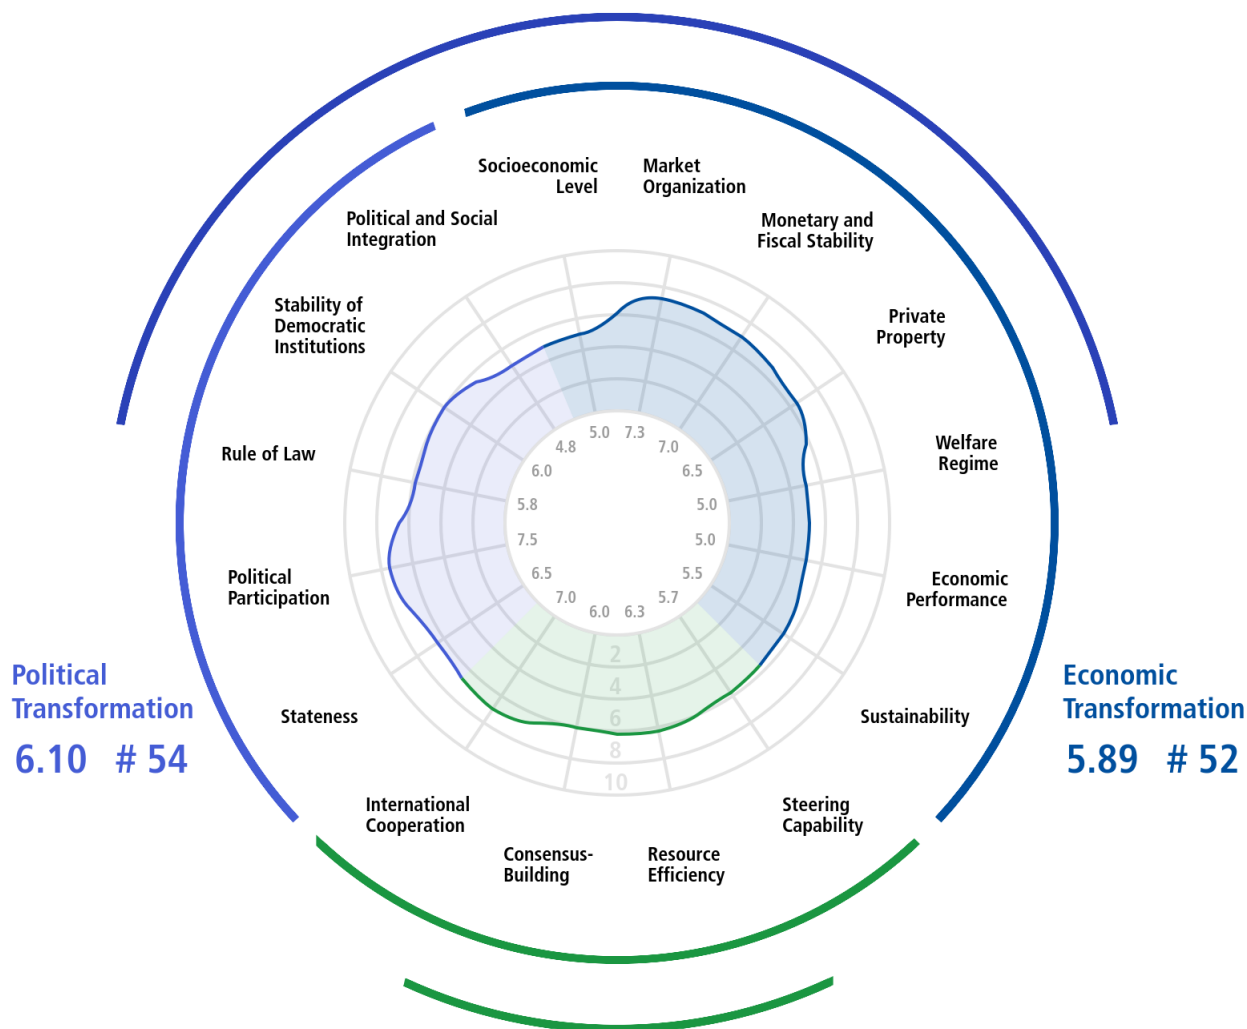 Socioeconomic
Level
Market
Organization
Political and Social
Integration
Monetary and
Fiscal Stability
Stability of
Democratic
Institutions
Private
Property
Rule of Law
Welfare
Regime
Political
Participation
Economic
Performance
Stateness
Sustainability
International
Cooperation
Consensus-
Building
Resource
Efficiency
Steering
Capability
5.0
7.3
4.8
7.0
6.0
6.5
5.8
5.0
7.5
5.0
6.5
5.5
7.0
6.0
6.3
5.7
2
4
6
8
10
Political
Transformation
6.10 # 54
Economic
Transformation
5.89 # 52